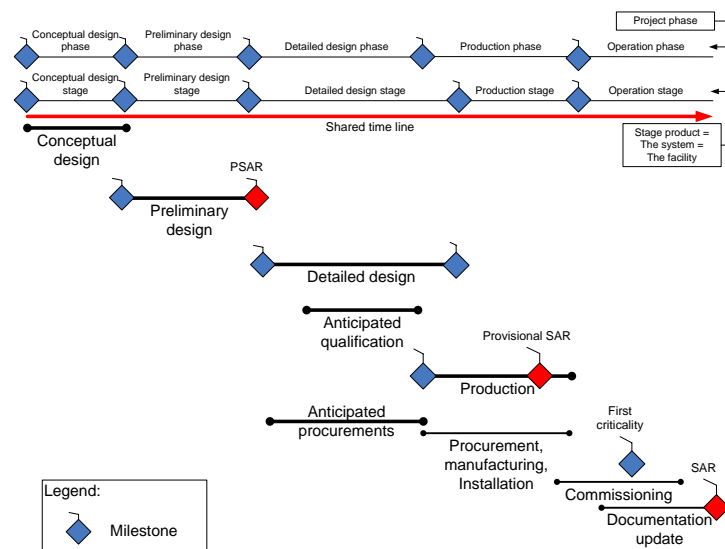 Project phase
Conceptual design
phase
Preliminary design
phase
Detailed design phase
Production phase
Operation phase
Conceptual design
stage
Preliminary design
stage
Detailed design stage
Production stage
Operation stage
Shared time line
Stage product =
The system =
The facility
Conceptual
design
PSAR
Preliminary
design
Detailed design
Anticipated
qualification
Provisional SAR
Production
Anticipated
procurements
Procurement,
manufacturing,
Installation
First
criticality
Commissioning
SAR
Documentation
update
Legend:
Milestone